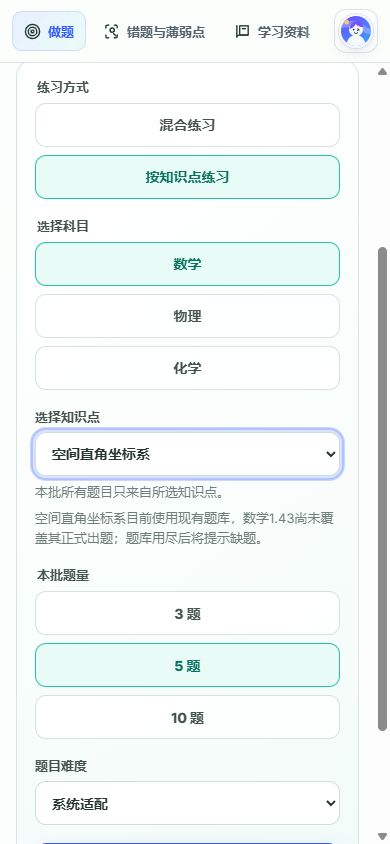 做题
错题与薄弱点
学习资料
练习方式
混合练习
按知识点练习
选择科目
数学
物理
化学
选择知识点
空间直角坐标系
本批所有题目只来自所选知识点。
空间直角坐标系目前使用现有题库，数学1.43尚未覆
盖其正式出题；题库用尽后将提示缺题。
本批题量
3 题
5 题
10 题
题目难度
系统适配